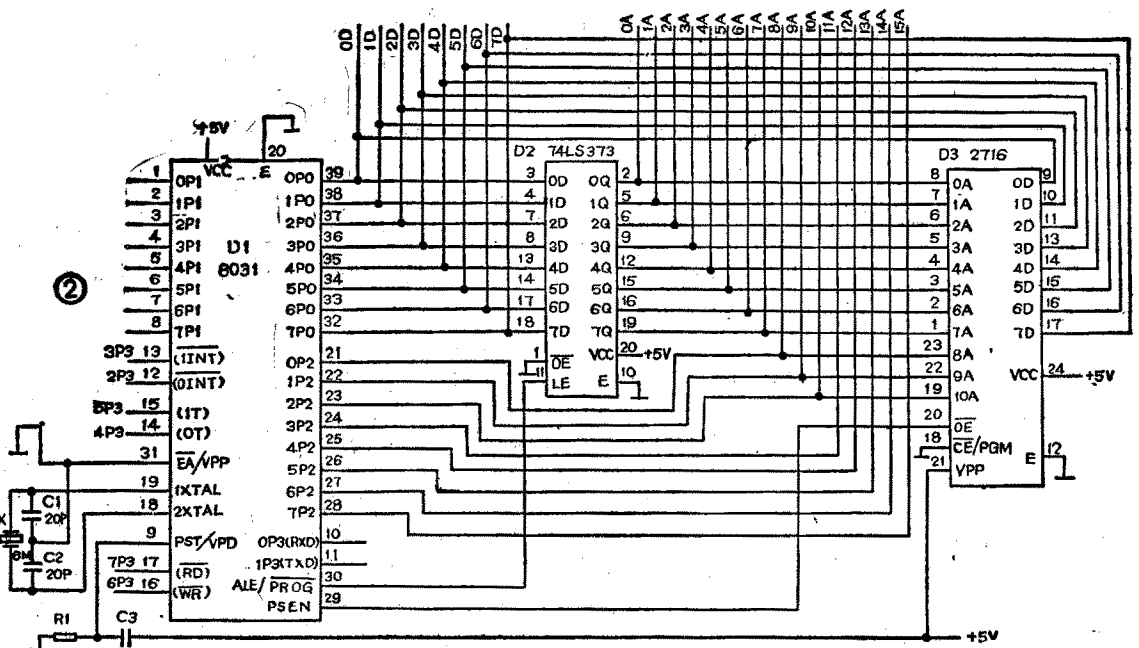 0D 1D 2D 3D 4D 5D 6D 7D
0A 1A 2A 3A 4A 5A 6A 7A 8A 9A 10A 11A 12A 13A 14A 15A
②
+5V
VCC
20
E
D1
8031
1 0P1
2 1P1
3 2P1
4 3P1
5 4P1
6 5P1
7 6P1
8 7P1
3P3 13 (1INT)
2P3 12 (0INT)
5P3 15 (1T)
4P3 14 (0T)
31 EA/VPP
19 1XTAL
18 2XTAL
9 PST/VPD
7P3 17 (RD)
6P3 16 (WR)
0P0 39
1P0 38
2P0 37
3P0 36
4P0 35
5P0 34
6P0 33
7P0 32
0P2 21
1P2 22
2P2 23
3P2 24
4P2 25
5P2 26
6P2 27
7P2 28
0P3(RXD) 10
1P3(TXD) 11
ALE/PROG 30
PSEN 29
C1
20P
C2
20P
R1
C3
+5V
D2 74LS373
3 0D 0Q 2
4 1D 1Q 5
7 2D 2Q 6
8 3D 3Q 9
13 4D 4Q 12
14 5D 5Q 15
17 6D 6Q 16
18 7D 7Q 19
1 OE VCC 20 +5V
11 LE E 10
D3 2716
8 0A 0D 9
7 1A 1D 10
6 2A 2D 11
5 3A 3D 13
4 4A 4D 14
3 5A 5D 15
2 6A 6D 16
1 7A 7D 17
23 8A
22 9A VCC 24 +5V
19 10A
20 OE
18 CE/PGM E 12
21 VPP